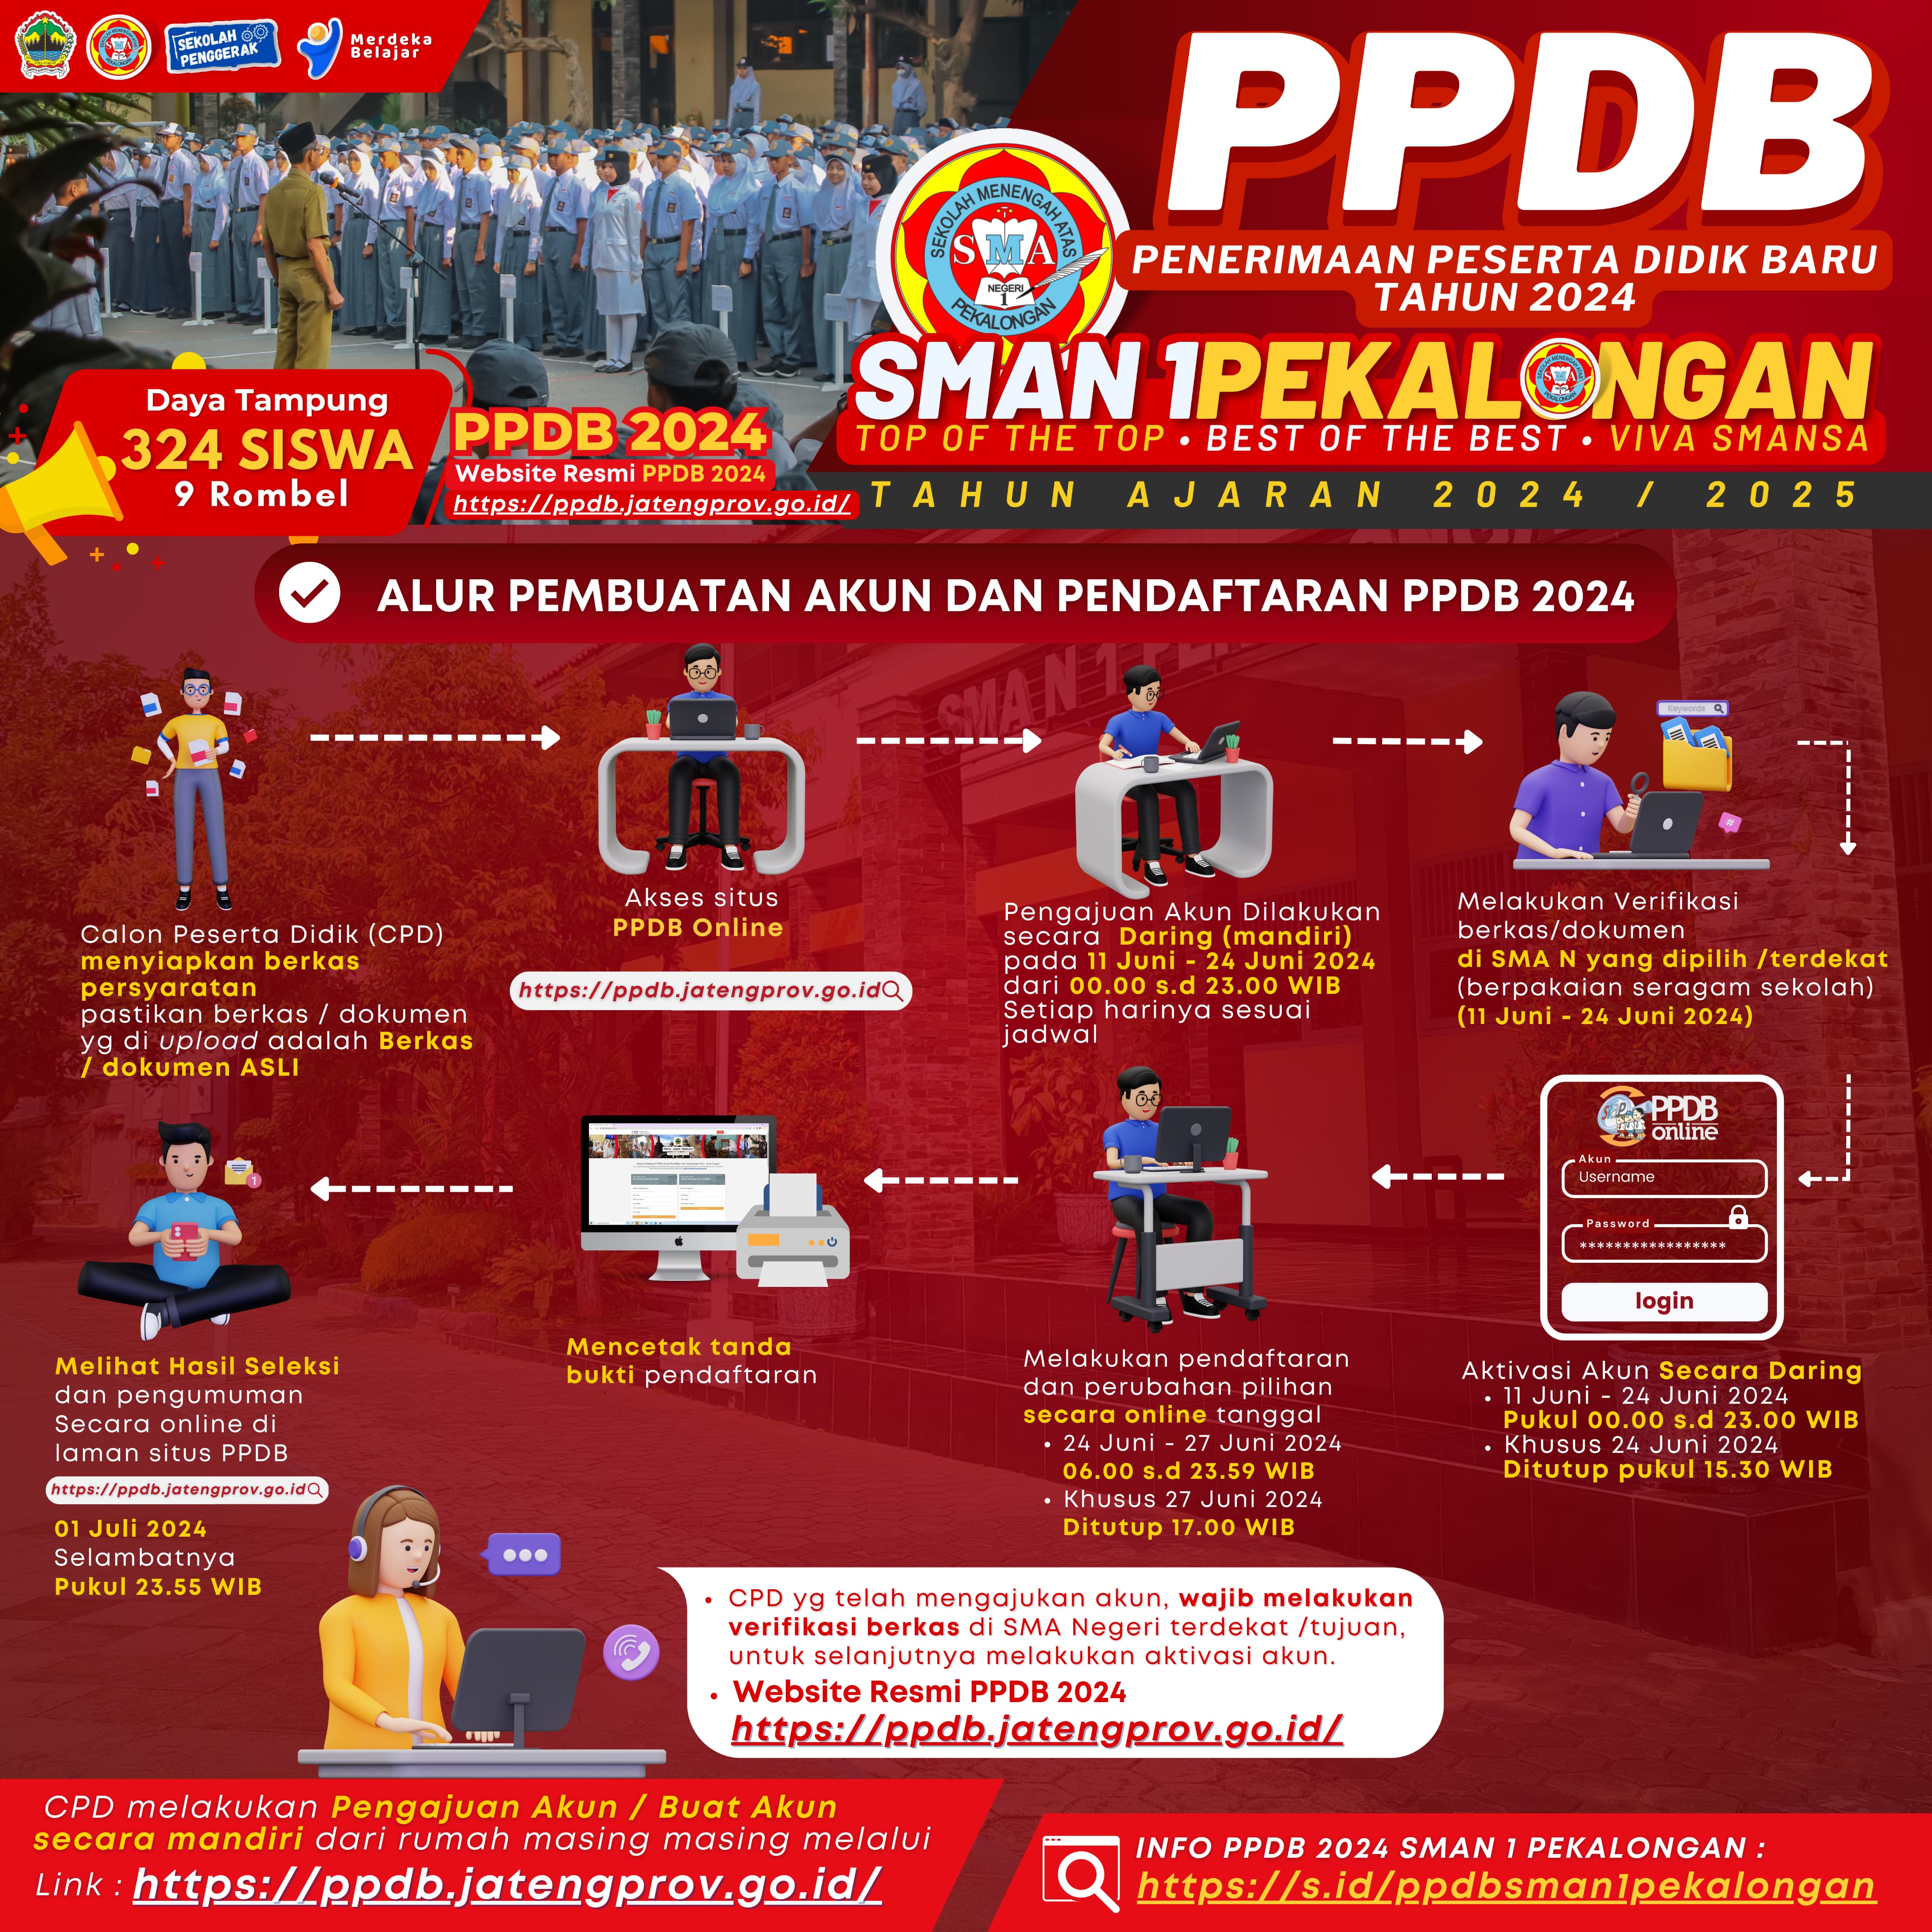 SEKOLAH
PENGGERAK
Merdeka
Belajar
PPDB
SEKOLAH MENENGAH ATAS
SMA
NEGERI
1
PEKALONGAN
PENERIMAAN PESERTA DIDIK BARU
TAHUN 2024
SMAN 1 PEKALONGAN
TOP OF THE TOP • BEST OF THE BEST • VIVA SMANSA
TAHUN AJARAN 2024 / 2025
Daya Tampung
324 SISWA
9 Rombel
PPDB 2024
Website Resmi PPDB 2024
https://ppdb.jatengprov.go.id/
ALUR PEMBUATAN AKUN DAN PENDAFTARAN PPDB 2024
Calon Peserta Didik (CPD)
menyiapkan berkas
persyaratan
pastikan berkas / dokumen
yg di upload adalah Berkas
/ dokumen ASLI
Akses situs
PPDB Online
https://ppdb.jatengprov.go.id
SMA N 1
Pengajuan Akun Dilakukan
secara Daring (mandiri)
pada 11 Juni - 24 Juni 2024
dari 00.00 s.d 23.00 WIB
Setiap harinya sesuai
jadwal
Keywords
#
Melakukan Verifikasi
berkas/dokumen
di SMA N yang dipilih /terdekat
(berpakaian seragam sekolah)
(11 Juni - 24 Juni 2024)
PPDB
online
Akun
Username
Password
*****************
login
Aktivasi Akun Secara Daring
• 11 Juni - 24 Juni 2024
Pukul 00.00 s.d 23.00 WIB
• Khusus 24 Juni 2024
Ditutup pukul 15.30 WIB
Melakukan pendaftaran
dan perubahan pilihan
secara online tanggal
• 24 Juni - 27 Juni 2024
06.00 s.d 23.59 WIB
• Khusus 27 Juni 2024
Ditutup 17.00 WIB
Mencetak tanda
bukti pendaftaran
1
Melihat Hasil Seleksi
dan pengumuman
Secara online di
laman situs PPDB
https://ppdb.jatengprov.go.id
01 Juli 2024
Selambatnya
Pukul 23.55 WIB
• CPD yg telah mengajukan akun, wajib melakukan
verifikasi berkas di SMA Negeri terdekat /tujuan,
untuk selanjutnya melakukan aktivasi akun.
• Website Resmi PPDB 2024
https://ppdb.jatengprov.go.id/
CPD melakukan Pengajuan Akun / Buat Akun
secara mandiri dari rumah masing masing melalui
Link : https://ppdb.jatengprov.go.id/
INFO PPDB 2024 SMAN 1 PEKALONGAN :
https://s.id/ppdbsman1pekalongan